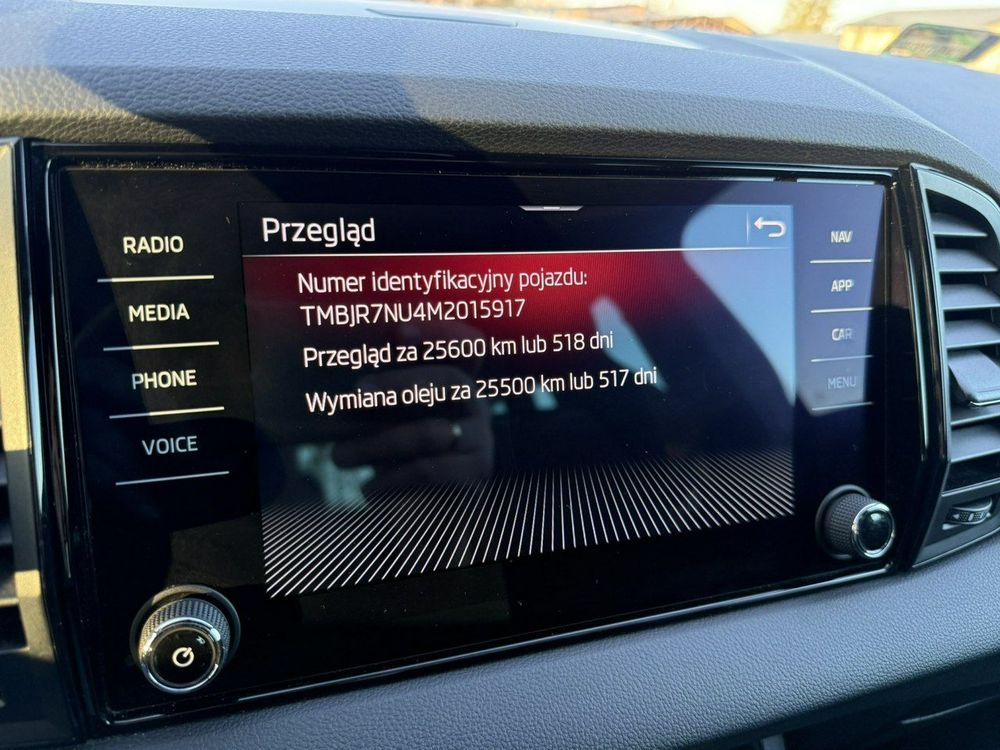 Przegląd
Numer identyfikacyjny pojazdu:
TMBJR7NU4M2015917
Przegląd za 25600 km lub 518 dni
Wymiana oleju za 25500 km lub 517 dni
RADIO
MEDIA
PHONE
VOICE
NAV
APP
CAR
MENU